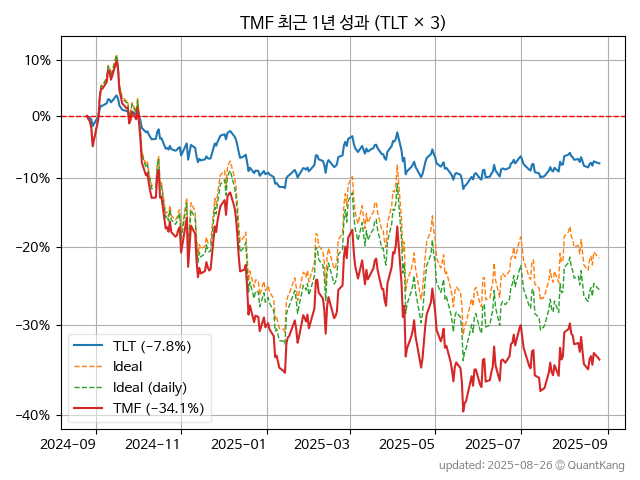 TMF 최근 1년 성과 (TLT × 3)
10%
0%
−10%
−20%
−30%
−40%
TLT (−7.8%)
Ideal
Ideal (daily)
TMF (−34.1%)
2024-09 2024-11 2025-01 2025-03 2025-05 2025-07 2025-09
updated: 2025-08-26 © QuantKang